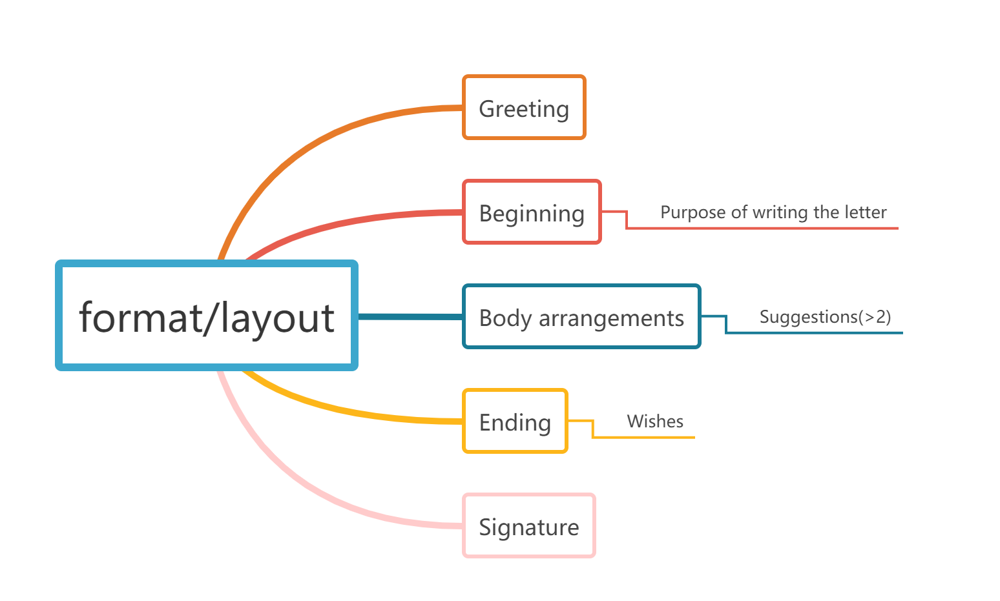 Greeting
Beginning
Purpose of writing the letter
format/layout
Body arrangements
Suggestions(>2)
Ending
Wishes
Signature